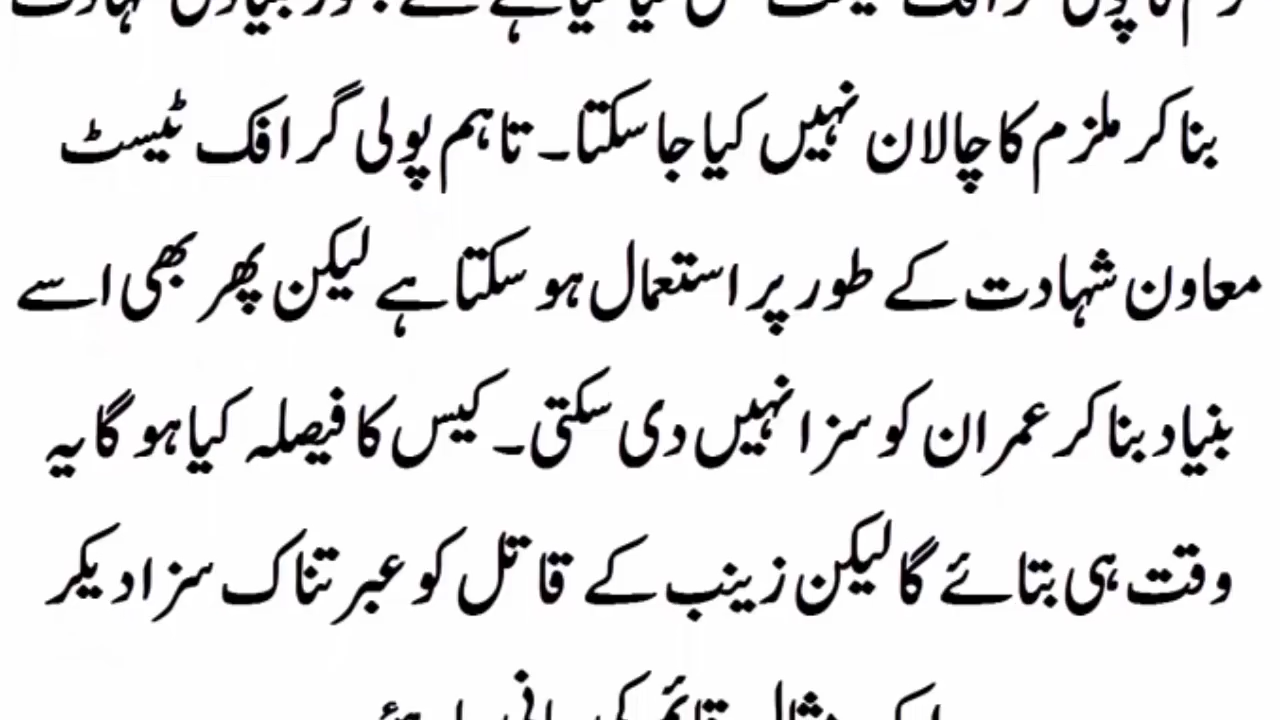 بنا کر ملزم کا چالان نہیں کیا جا سکتا۔ تاہم پولی گرافک ٹیسٹ
معاون شہادت کے طور پر استعمال ہو سکتا ہے لیکن پھر بھی اسے
بنیاد بنا کر عمران کو سزا نہیں دی سکتی۔ کیس کا فیصلہ کیا ہو گا یہ
وقت ہی بتائے گا لیکن زینب کے قاتل کو عبرتناک سزا دیکر